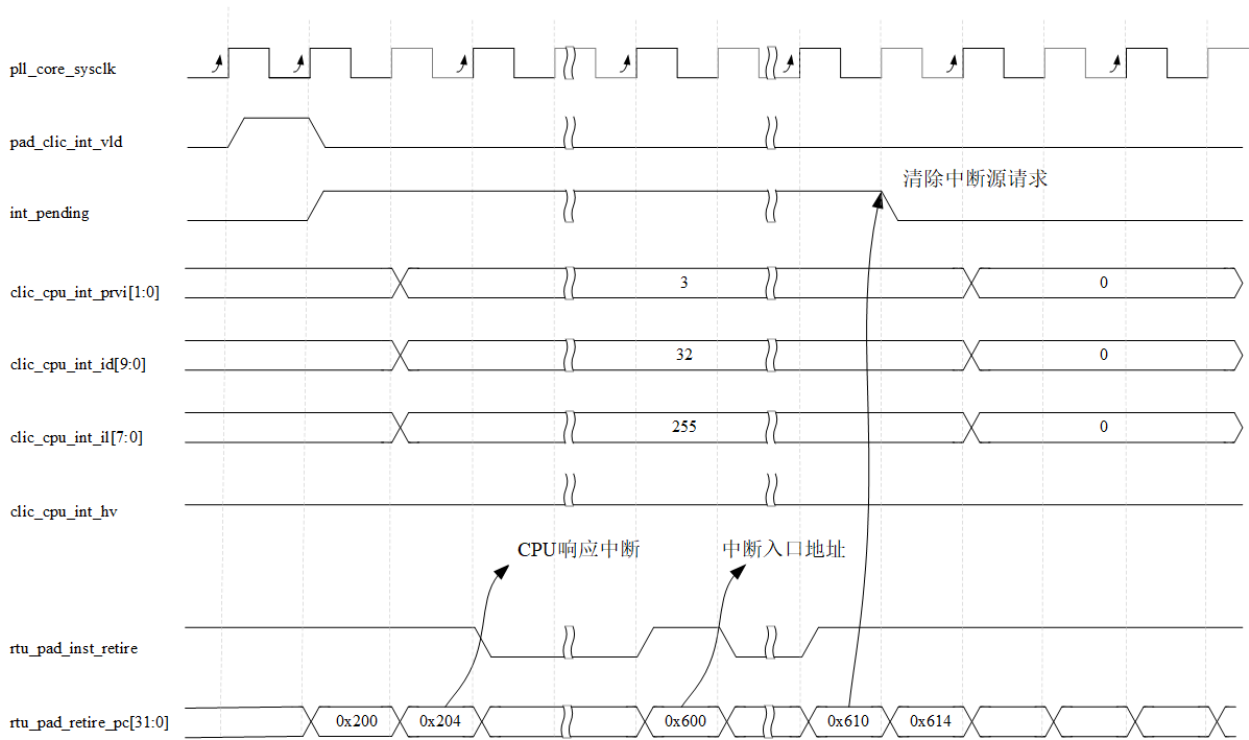 pll_core_sysclk
pad_clic_int_vld
清除中断源请求
int_pending
clic_cpu_int_prvi[1:0]
3
0
clic_cpu_int_id[9:0]
32
0
clic_cpu_int_il[7:0]
255
0
clic_cpu_int_hv
CPU响应中断
中断入口地址
rtu_pad_inst_retire
rtu_pad_retire_pc[31:0]
0x200
0x204
0x600
0x610
0x614